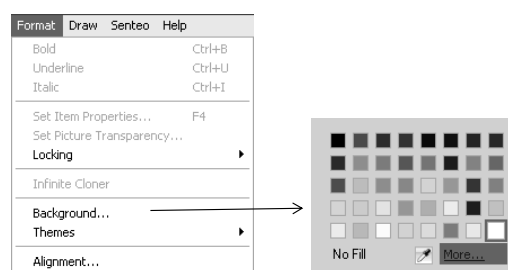 Format Draw Senteo Help
Bold Ctrl+B
Underline Ctrl+U
Italic Ctrl+I
Set Item Properties... F4
Set Picture Transparency...
Locking
Infinite Cloner
Background...
Themes
Alignment...
No Fill More...